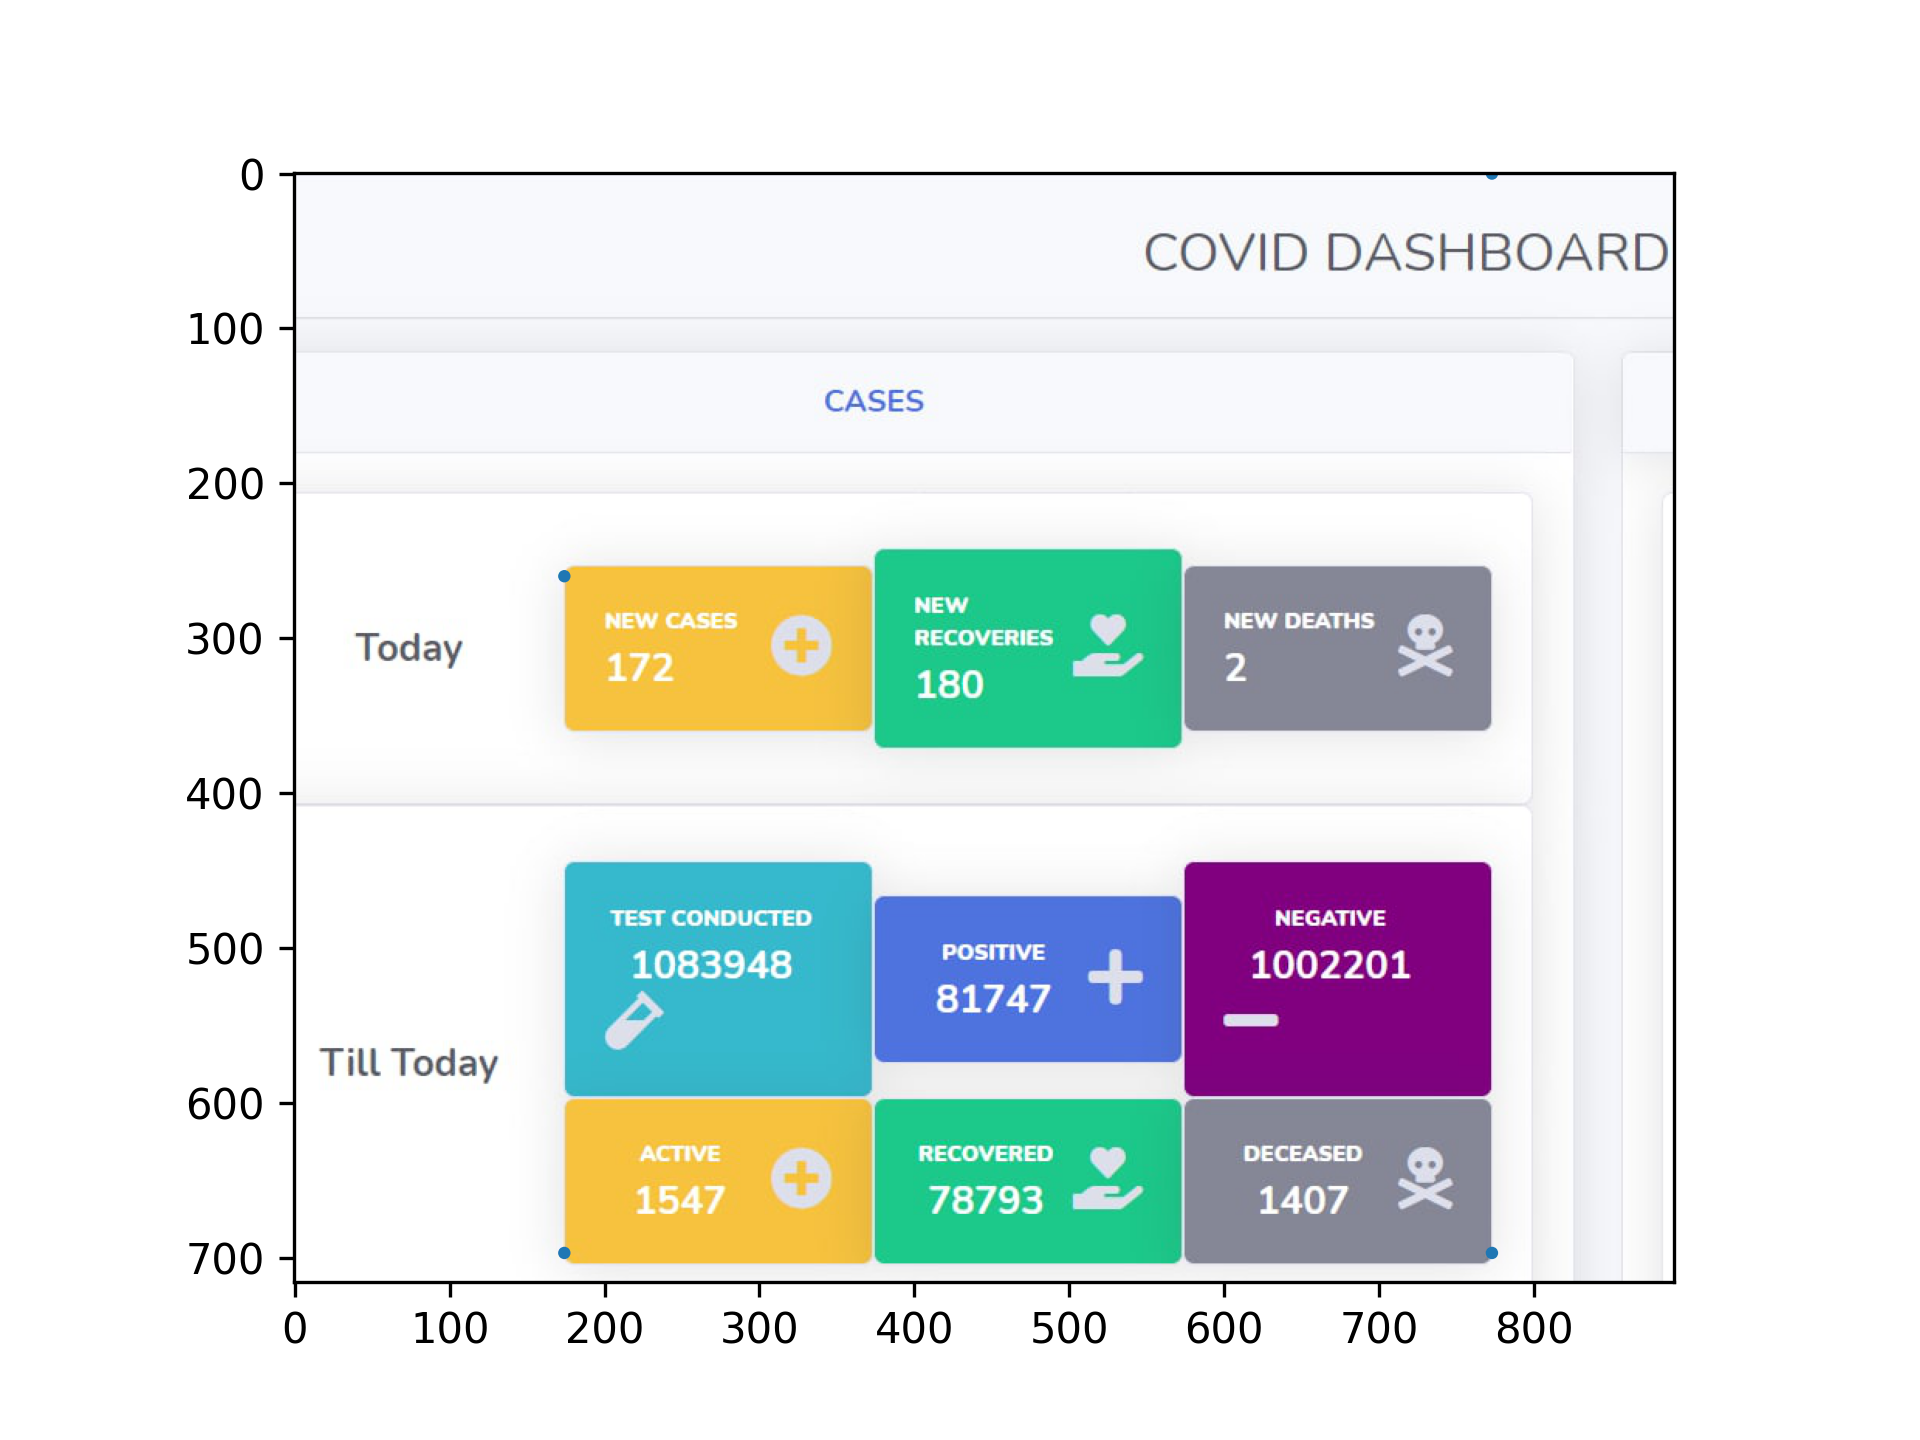 0
100
200
300
400
500
600
700
COVID DASHBOARD
CASES
Today
NEW CASES
172
NEW
RECOVERIES
180
NEW DEATHS
2
Till Today
TEST CONDUCTED
1083948
POSITIVE
81747
NEGATIVE
1002201
ACTIVE
1547
RECOVERED
78793
DECEASED
1407
0 100 200 300 400 500 600 700 800